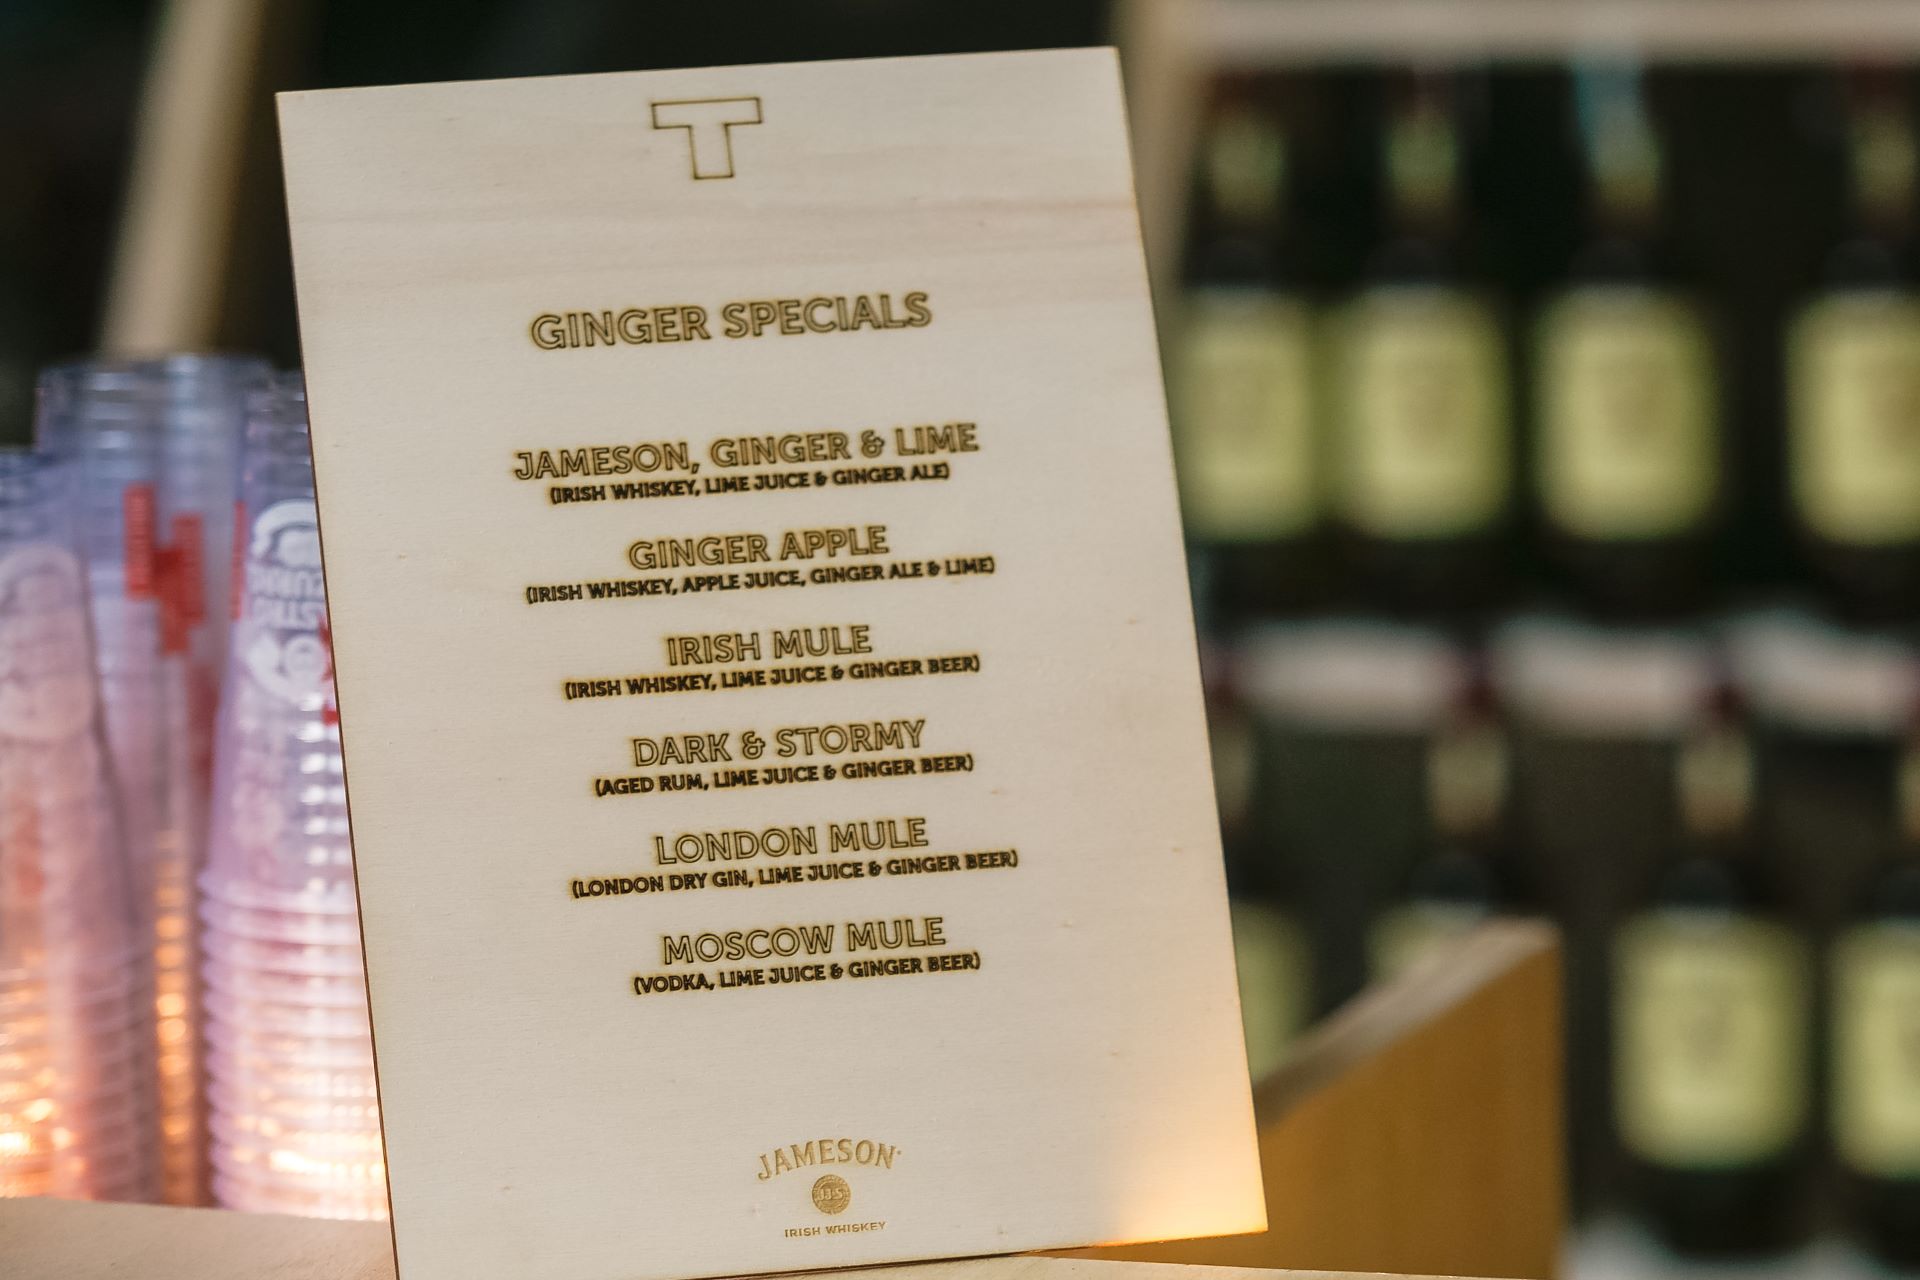 T
GINGER SPECIALS
JAMESON, GINGER & LIME
(IRISH WHISKEY, LIME JUICE & GINGER ALE)
GINGER APPLE
(IRISH WHISKEY, APPLE JUICE, GINGER ALE & LIME)
IRISH MULE
(IRISH WHISKEY, LIME JUICE & GINGER BEER)
DARK & STORMY
(AGED RUM, LIME JUICE & GINGER BEER)
LONDON MULE
(LONDON DRY GIN, LIME JUICE & GINGER BEER)
MOSCOW MULE
(VODKA, LIME JUICE & GINGER BEER)
JAMESON
JJ&S
IRISH WHISKEY